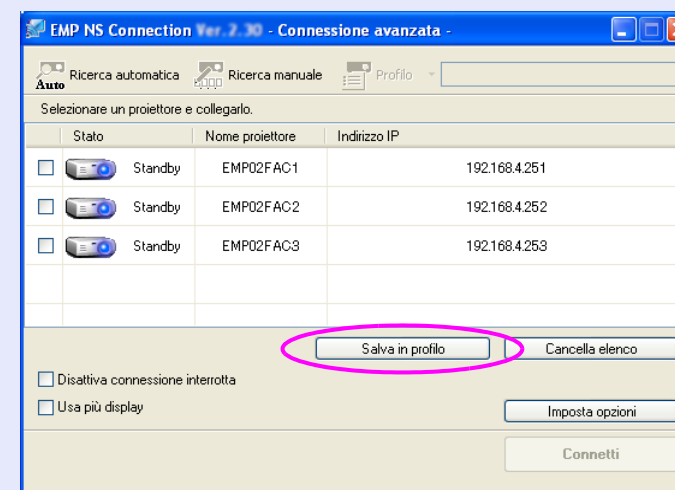 EMP NS Connection Ver.2.30 - Connessione avanzata -
Auto Ricerca automatica Ricerca manuale Profilo
Selezionare un proiettore e collegarlo.
Stato Nome proiettore Indirizzo IP
Standby EMP02FAC1 192.168.4.251
Standby EMP02FAC2 192.168.4.252
Standby EMP02FAC3 192.168.4.253
Salva in profilo Cancella elenco
Disattiva connessione interrotta
Usa più display
Imposta opzioni
Connetti